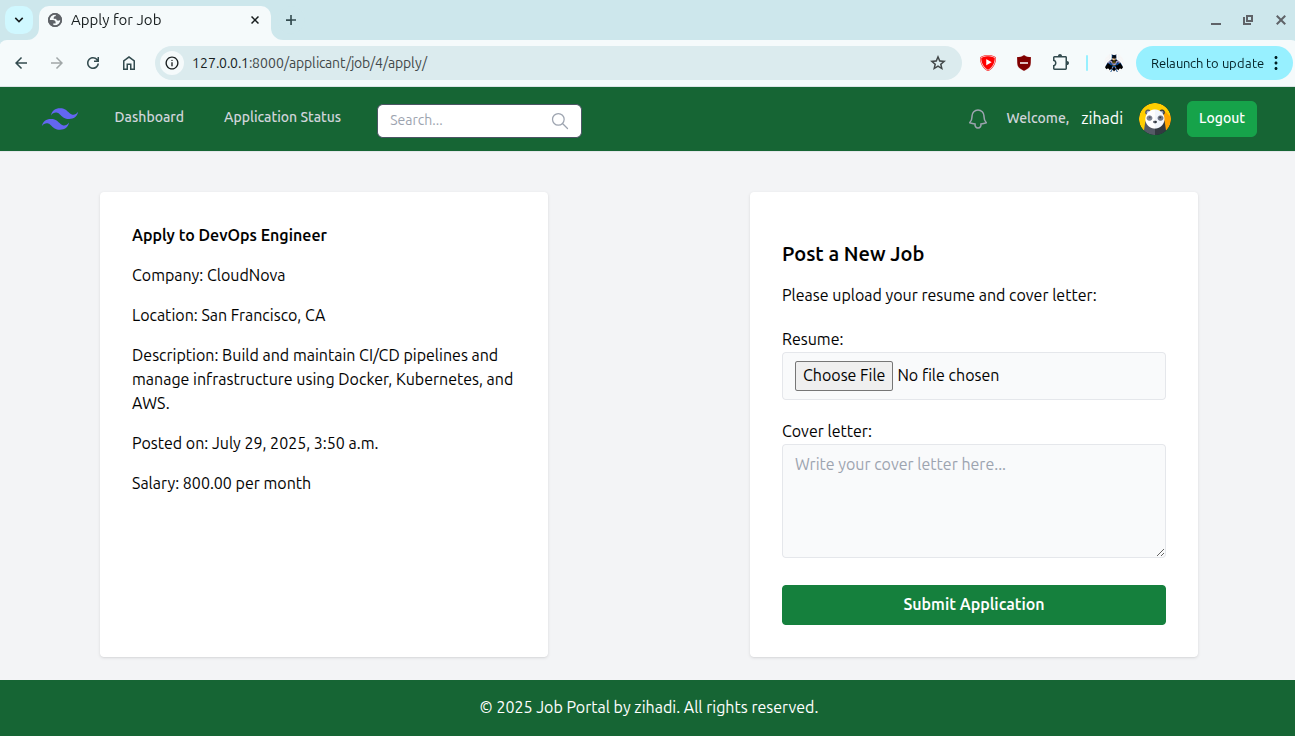 Apply for Job
127.0.0.1:8000/applicant/job/4/apply/
Relaunch to update
Dashboard
Application Status
Search...
Welcome, zihadi
Logout
Apply to DevOps Engineer
Company: CloudNova
Location: San Francisco, CA
Description: Build and maintain CI/CD pipelines and
manage infrastructure using Docker, Kubernetes, and
AWS.
Posted on: July 29, 2025, 3:50 a.m.
Salary: 800.00 per month
Post a New Job
Please upload your resume and cover letter:
Resume:
Choose File No file chosen
Cover letter:
Write your cover letter here...
Submit Application
© 2025 Job Portal by zihadi. All rights reserved.